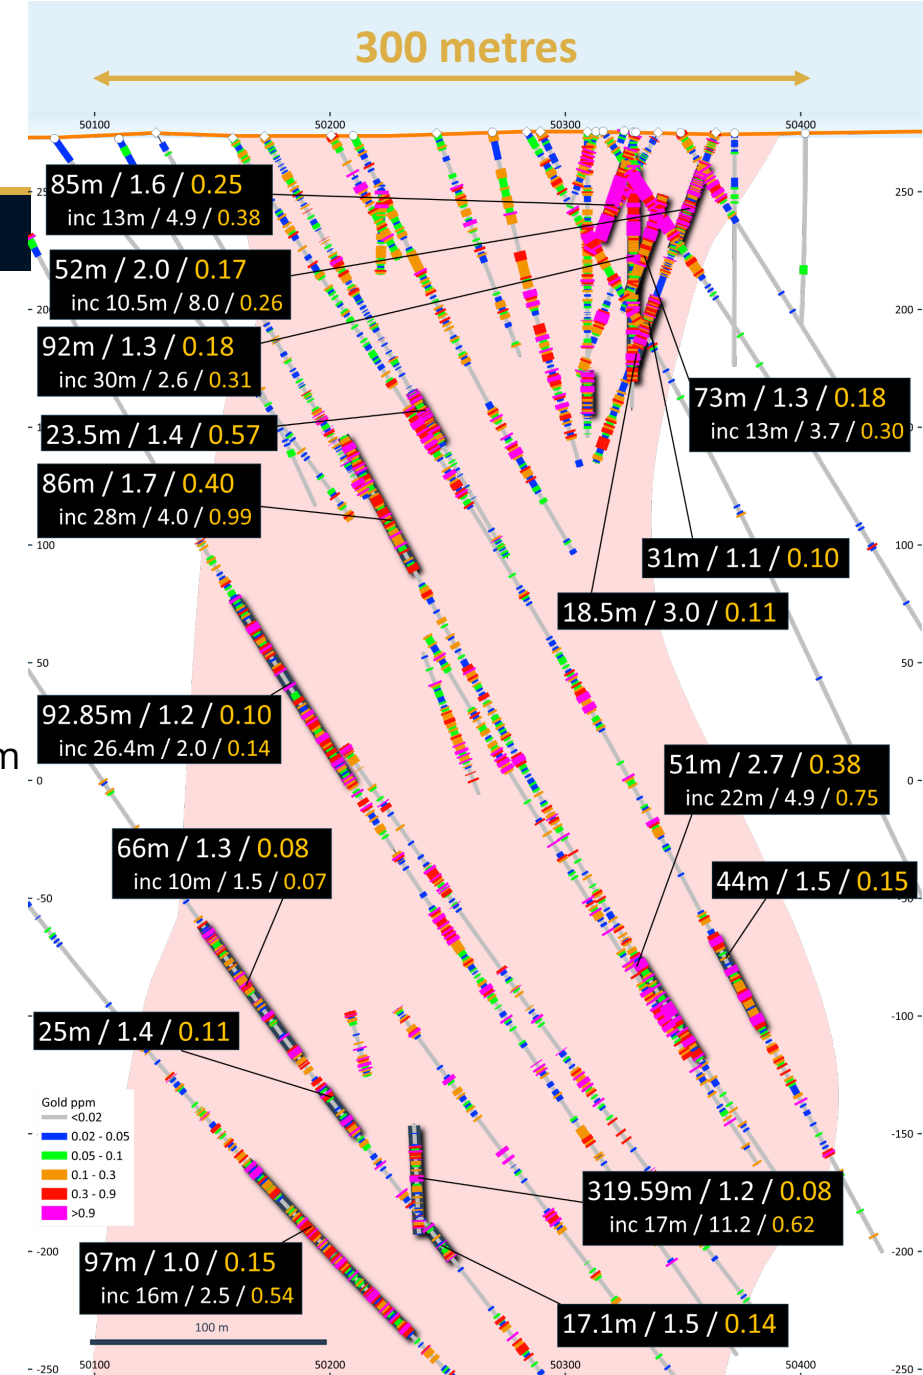 300 metres
50100 50200 50300 50400
85m / 1.6 / 0.25
inc 13m / 4.9 / 0.38
250
52m / 2.0 / 0.17
inc 10.5m / 8.0 / 0.26
200
92m / 1.3 / 0.18
inc 30m / 2.6 / 0.31
73m / 1.3 / 0.18
inc 13m / 3.7 / 0.30
23.5m / 1.4 / 0.57
86m / 1.7 / 0.40
inc 28m / 4.0 / 0.99
100 100
31m / 1.1 / 0.10
18.5m / 3.0 / 0.11
50 50
92.85m / 1.2 / 0.10
inc 26.4m / 2.0 / 0.14
m
0 0
51m / 2.7 / 0.38
inc 22m / 4.9 / 0.75
66m / 1.3 / 0.08
inc 10m / 1.5 / 0.07
44m / 1.5 / 0.15
-50 -50
25m / 1.4 / 0.11
-100 -100
Gold ppm
<0.02
0.02 - 0.05
0.05 - 0.1
0.1 - 0.3
0.3 - 0.9
>0.9
-150 -150
319.59m / 1.2 / 0.08
inc 17m / 11.2 / 0.62
-200 -200
97m / 1.0 / 0.15
inc 16m / 2.5 / 0.54
17.1m / 1.5 / 0.14
100 m
-250 50100 50200 50300 50400 -250